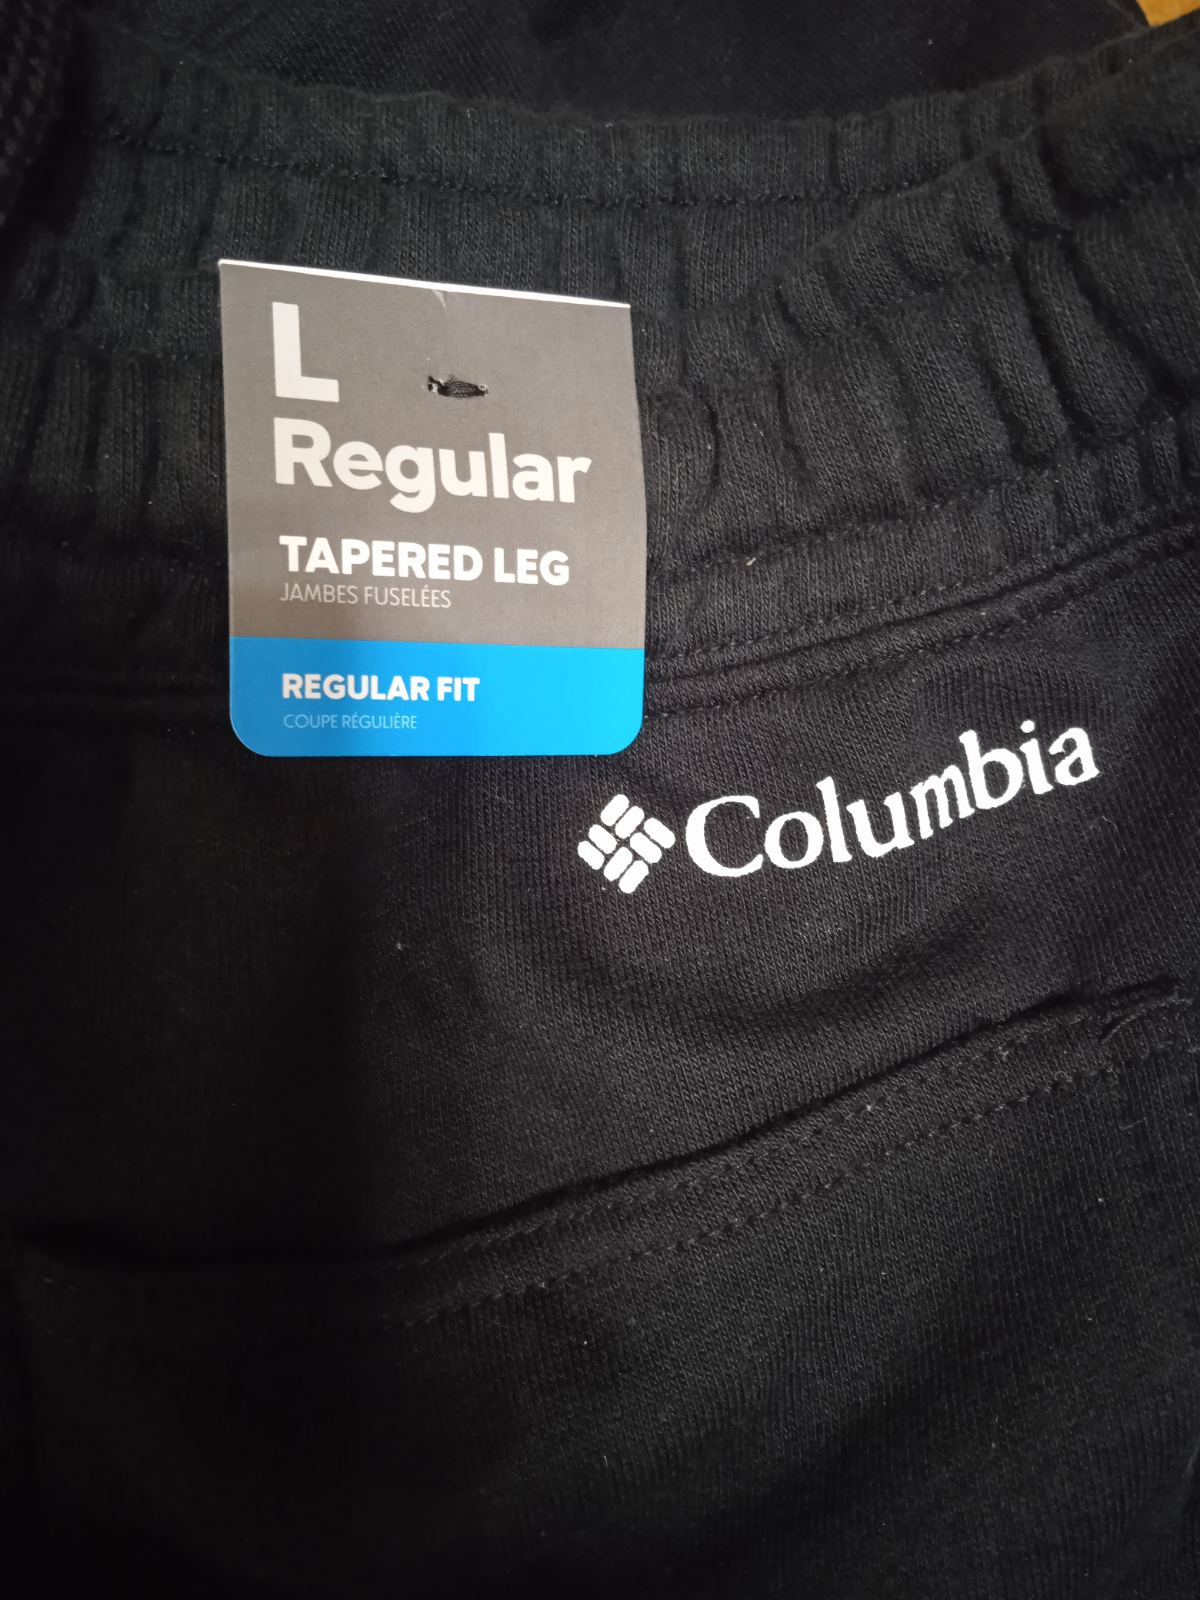 L
Regular
TAPERED LEG
JAMBES FUSELÉES
REGULAR FIT
COUPE RÉGULIÈRE
Columbia